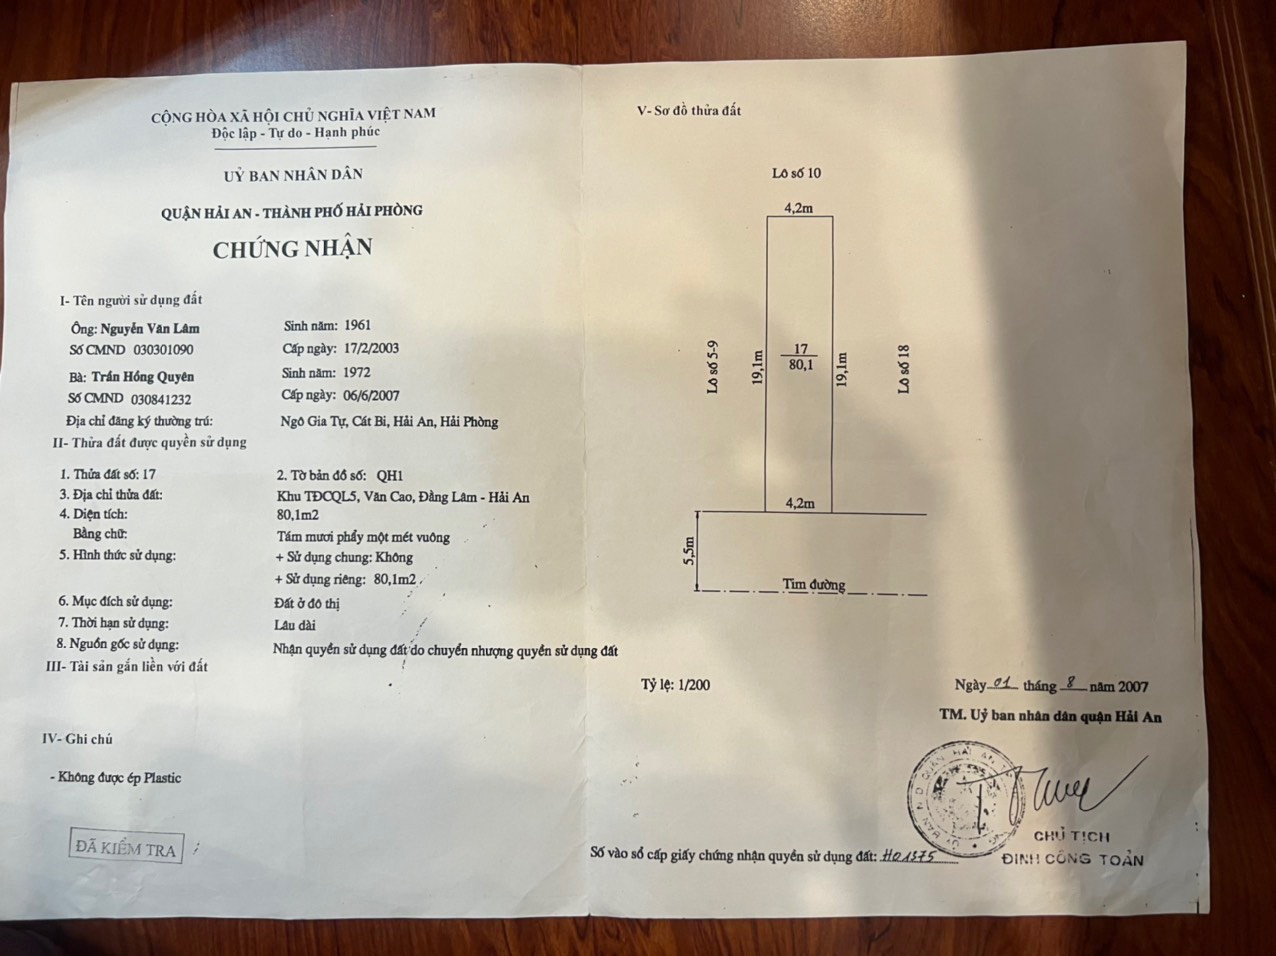 CỘNG HÒA XÃ HỘI CHỦ NGHĨA VIỆT NAM
Độc lập - Tự do - Hạnh phúc
UỶ BAN NHÂN DÂN
QUẬN HẢI AN - THÀNH PHỐ HẢI PHÒNG
CHỨNG NHẬN
I- Tên người sử dụng đất
Ông: Nguyễn Văn Lâm Sinh năm: 1961
Số CMND 030301090 Cấp ngày: 17/2/2003
Bà: Trần Hồng Quyên Sinh năm: 1972
Số CMND 030841232 Cấp ngày: 06/6/2007
Địa chỉ đăng ký thường trú: Ngô Gia Tự, Cát Bi, Hải An, Hải Phòng
II- Thửa đất được quyền sử dụng
1. Thửa đất số: 17 2. Tờ bản đồ số: QH1
3. Địa chỉ thửa đất: Khu TĐCQL5, Văn Cao, Đằng Lâm - Hải An
4. Diện tích: 80,1m2
Bằng chữ: Tám mươi phẩy một mét vuông
5. Hình thức sử dụng: + Sử dụng chung: Không
+ Sử dụng riêng: 80,1m2
6. Mục đích sử dụng: Đất ở đô thị
7. Thời hạn sử dụng: Lâu dài
8. Nguồn gốc sử dụng: Nhận quyền sử dụng đất do chuyển nhượng quyền sử dụng đất
III- Tài sản gắn liền với đất
IV- Ghi chú
- Không được ép Plastic
ĐÃ KIỂM TRA
V- Sơ đồ thửa đất
Lô số 10
4,2m
Lô số 5-9
19,1m
17
80,1
19,1m
Lô số 18
4,2m
5,5m
Tim đường
Tỷ lệ: 1/200
Ngày 01 tháng 8 năm 2007
TM. Uỷ ban nhân dân quận Hải An
CHỦ TỊCH
ĐINH CÔNG TOẢN
Số vào sổ cấp giấy chứng nhận quyền sử dụng đất: H01375